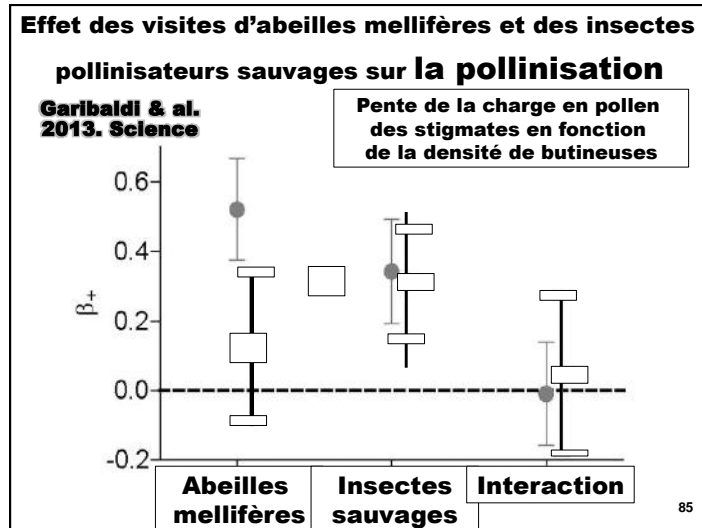 Effet des visites d’abeilles mellifères et des insectes
pollinisateurs sauvages sur la pollinisation
Garibaldi & al.
2013. Science
Pente de la charge en pollen
des stigmates en fonction
de la densité de butineuses
0.6
0.4
0.2
0.0
-0.2
β+
Abeilles
mellifères
Insectes
sauvages
Interaction
85